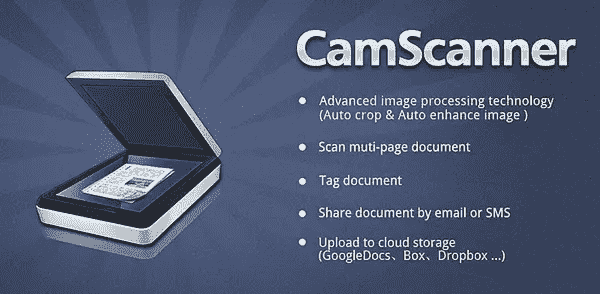 CamScanner
Advanced image processing technology
(Auto crop & Auto enhance image )
Scan muti-page document
Tag document
Share document by email or SMS
Upload to cloud storage
(GoogleDocs、Box、Dropbox ...)